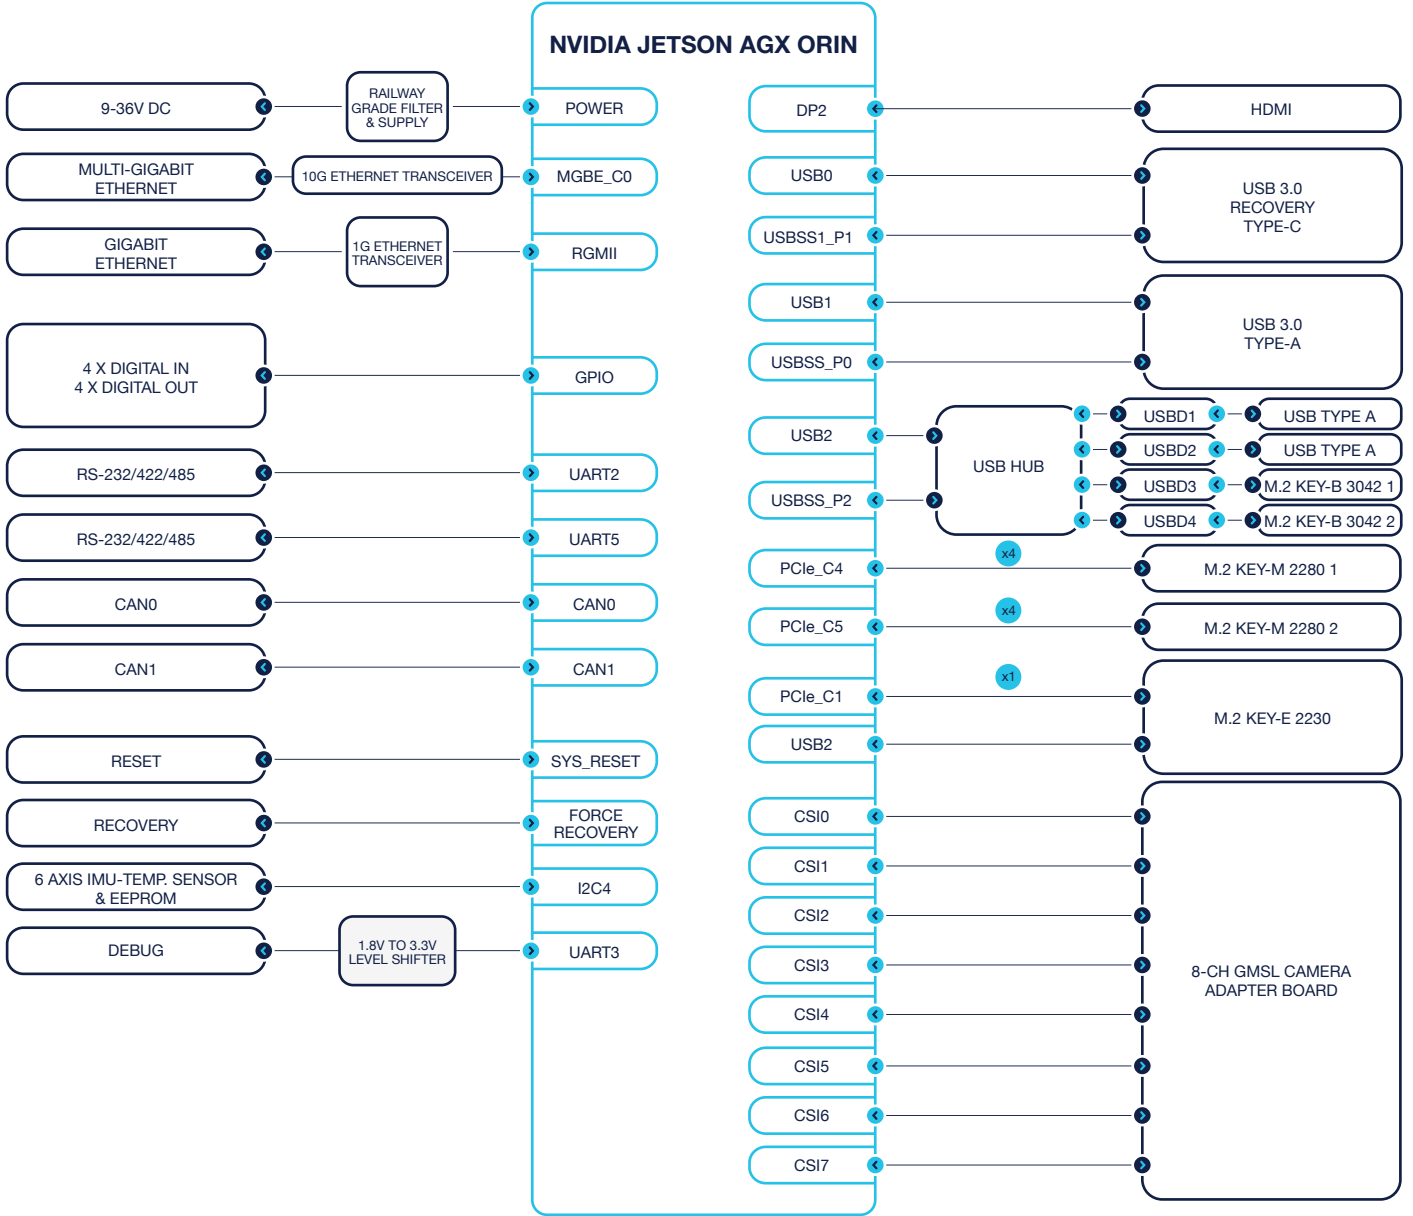 NVIDIA JETSON AGX ORIN
9-36V DC
RAILWAY
GRADE FILTER
& SUPPLY
POWER
MULTI-GIGABIT
ETHERNET
10G ETHERNET TRANSCEIVER
MGBE_C0
GIGABIT
ETHERNET
1G ETHERNET
TRANSCEIVER
RGMII
4 X DIGITAL IN
4 X DIGITAL OUT
GPIO
RS-232/422/485
UART2
RS-232/422/485
UART5
CAN0
CAN0
CAN1
CAN1
RESET
SYS_RESET
RECOVERY
FORCE
RECOVERY
6 AXIS IMU-TEMP. SENSOR
& EEPROM
I2C4
DEBUG
1.8V TO 3.3V
LEVEL SHIFTER
UART3
DP2
HDMI
USB0
USBSS1_P1
USB 3.0
RECOVERY
TYPE-C
USB1
USBSS_P0
USB 3.0
TYPE-A
USB2
USBSS_P2
USB HUB
USBD1
USB TYPE A
USBD2
USB TYPE A
USBD3
M.2 KEY-B 3042 1
USBD4
M.2 KEY-B 3042 2
PCIe_C4
x4
M.2 KEY-M 2280 1
PCIe_C5
x4
M.2 KEY-M 2280 2
PCIe_C1
x1
USB2
M.2 KEY-E 2230
CSI0
CSI1
CSI2
CSI3
CSI4
CSI5
CSI6
CSI7
8-CH GMSL CAMERA
ADAPTER BOARD